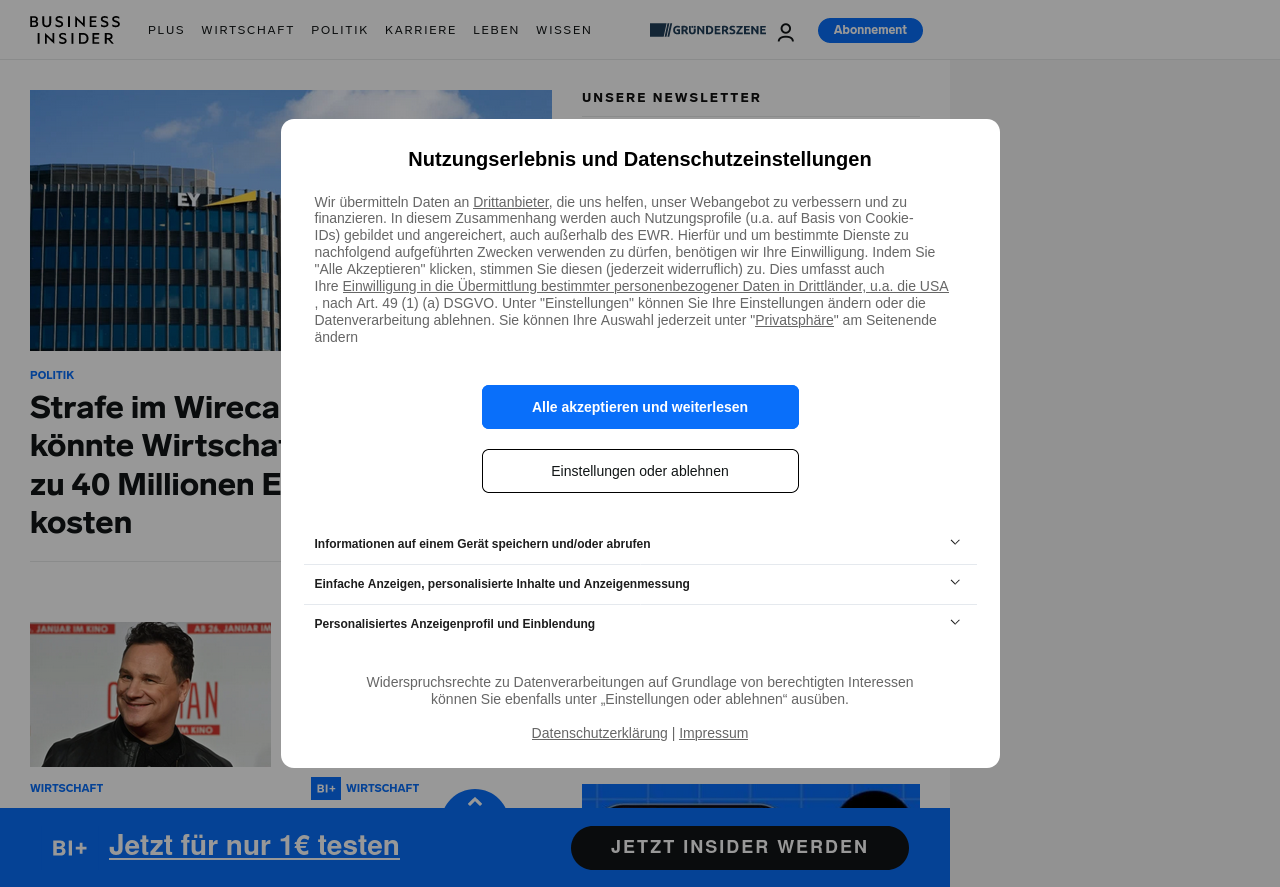 BUSINESS
INSIDER
PLUS WIRTSCHAFT POLITIK KARRIERE LEBEN WISSEN
GRÜNDERSZENE
Abonnement
UNSERE NEWSLETTER
EY
Nutzungserlebnis und Datenschutzeinstellungen
Wir übermitteln Daten an Drittanbieter, die uns helfen, unser Webangebot zu verbessern und zu
finanzieren. In diesem Zusammenhang werden auch Nutzungsprofile (u.a. auf Basis von Cookie-
IDs) gebildet und angereichert, auch außerhalb des EWR. Hierfür und um bestimmte Dienste zu
nachfolgend aufgeführten Zwecken verwenden zu dürfen, benötigen wir Ihre Einwilligung. Indem Sie
"Alle Akzeptieren" klicken, stimmen Sie diesen (jederzeit widerruflich) zu. Dies umfasst auch
Ihre Einwilligung in die Übermittlung bestimmter personenbezogener Daten in Drittländer, u.a. die USA
, nach Art. 49 (1) (a) DSGVO. Unter "Einstellungen" können Sie Ihre Einstellungen ändern oder die
Datenverarbeitung ablehnen. Sie können Ihre Auswahl jederzeit unter "Privatsphäre" am Seitenende
ändern
Alle akzeptieren und weiterlesen
Einstellungen oder ablehnen
Informationen auf einem Gerät speichern und/oder abrufen
Einfache Anzeigen, personalisierte Inhalte und Anzeigenmessung
Personalisiertes Anzeigenprofil und Einblendung
Widerspruchsrechte zu Datenverarbeitungen auf Grundlage von berechtigten Interessen
können Sie ebenfalls unter „Einstellungen oder ablehnen“ ausüben.
Datenschutzerklärung | Impressum
POLITIK
Strafe im Wireca
könnte Wirtscha
zu 40 Millionen E
kosten
JANUAR IM KINO
AB 26. JANUAR IM
WIRTSCHAFT
BI+ WIRTSCHAFT
BI+ Jetzt für nur 1€ testen
JETZT INSIDER WERDEN